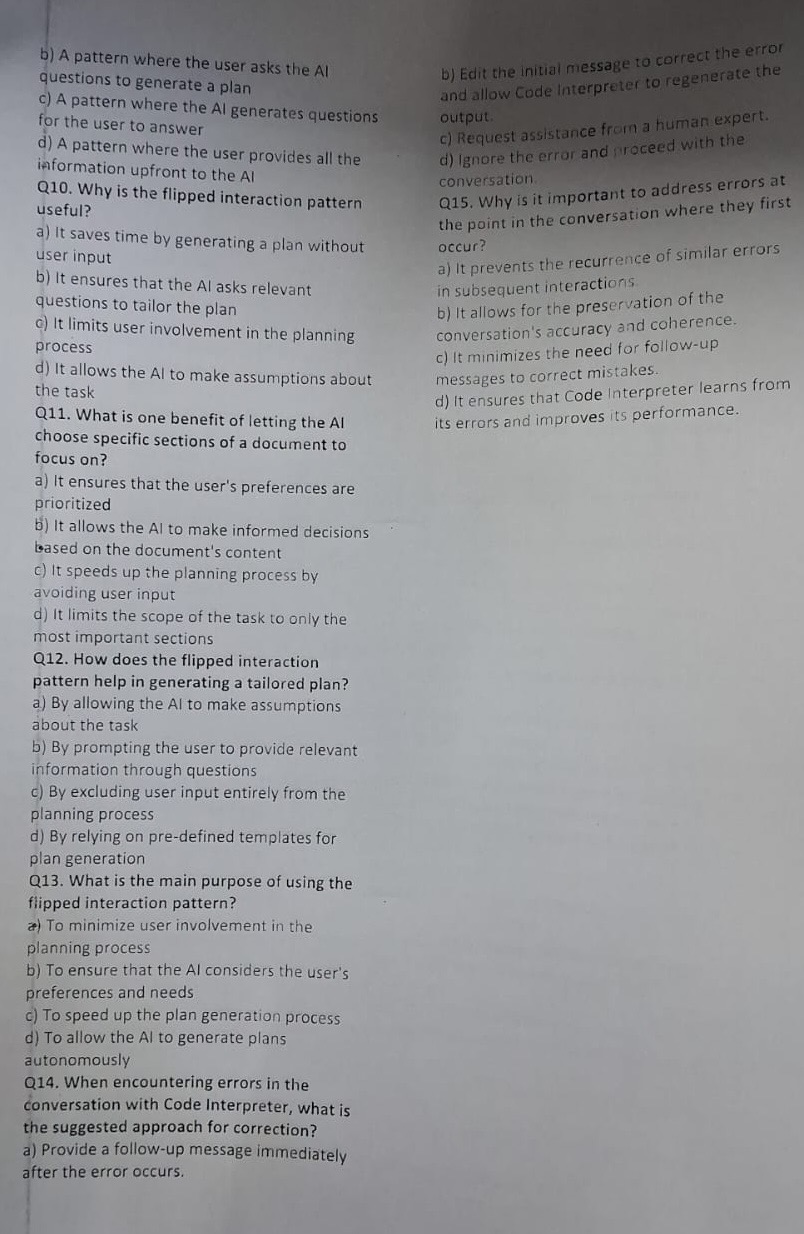 b) A pattern where the user asks the AI
questions to generate a plan
c) A pattern where the AI generates questions
for the user to answer
d) A pattern where the user provides all the
information upfront to the AI
Q10. Why is the flipped interaction pattern
useful?
a) It saves time by generating a plan without
user input
b) It ensures that the AI asks relevant
questions to tailor the plan
c) It limits user involvement in the planning
process
d) It allows the AI to make assumptions about
the task
Q11. What is one benefit of letting the AI
choose specific sections of a document to
focus on?
a) It ensures that the user's preferences are
prioritized
b) It allows the AI to make informed decisions
based on the document's content
c) It speeds up the planning process by
avoiding user input
d) It limits the scope of the task to only the
most important sections
Q12. How does the flipped interaction
pattern help in generating a tailored plan?
a) By allowing the AI to make assumptions
about the task
b) By prompting the user to provide relevant
information through questions
c) By excluding user input entirely from the
planning process
d) By relying on pre-defined templates for
plan generation
Q13. What is the main purpose of using the
flipped interaction pattern?
a) To minimize user involvement in the
planning process
b) To ensure that the AI considers the user's
preferences and needs
c) To speed up the plan generation process
d) To allow the AI to generate plans
autonomously
Q14. When encountering errors in the
conversation with Code Interpreter, what is
the suggested approach for correction?
a) Provide a follow-up message immediately
after the error occurs.
b) Edit the initial message to correct the error
and allow Code Interpreter to regenerate the
output.
c) Request assistance from a human expert.
d) Ignore the error and proceed with the
conversation.
Q15. Why is it important to address errors at
the point in the conversation where they first
occur?
a) It prevents the recurrence of similar errors
in subsequent interactions.
b) It allows for the preservation of the
conversation's accuracy and coherence.
c) It minimizes the need for follow-up
messages to correct mistakes.
d) It ensures that Code Interpreter learns from
its errors and improves its performance.